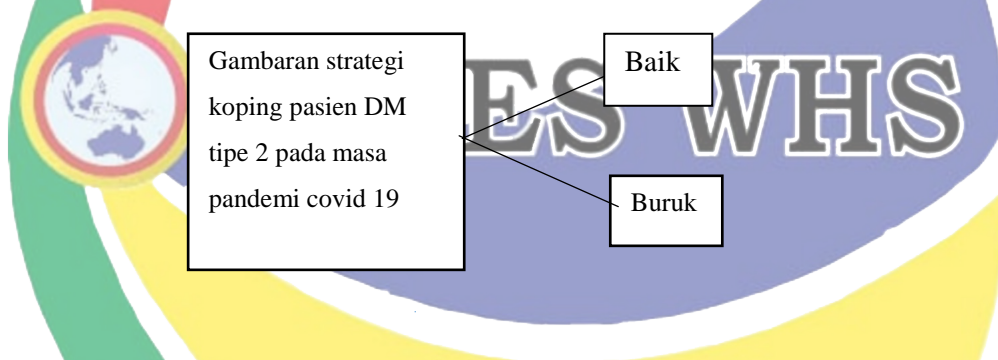 Gambaran strategi
koping pasien DM
tipe 2 pada masa
pandemi covid 19
Baik
Buruk
ES WHS